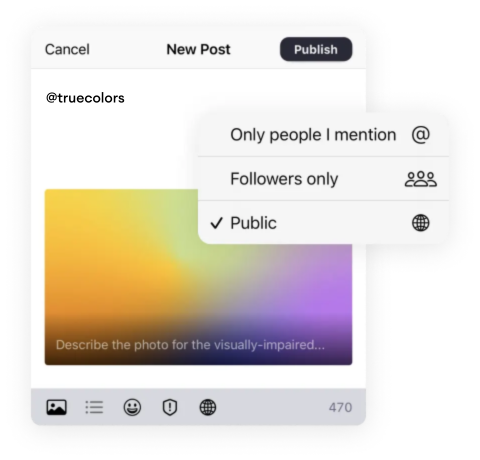 Cancel New Post Publish
@truecolors
Only people I mention @
Followers only
Public
Describe the photo for the visually-impaired...
470